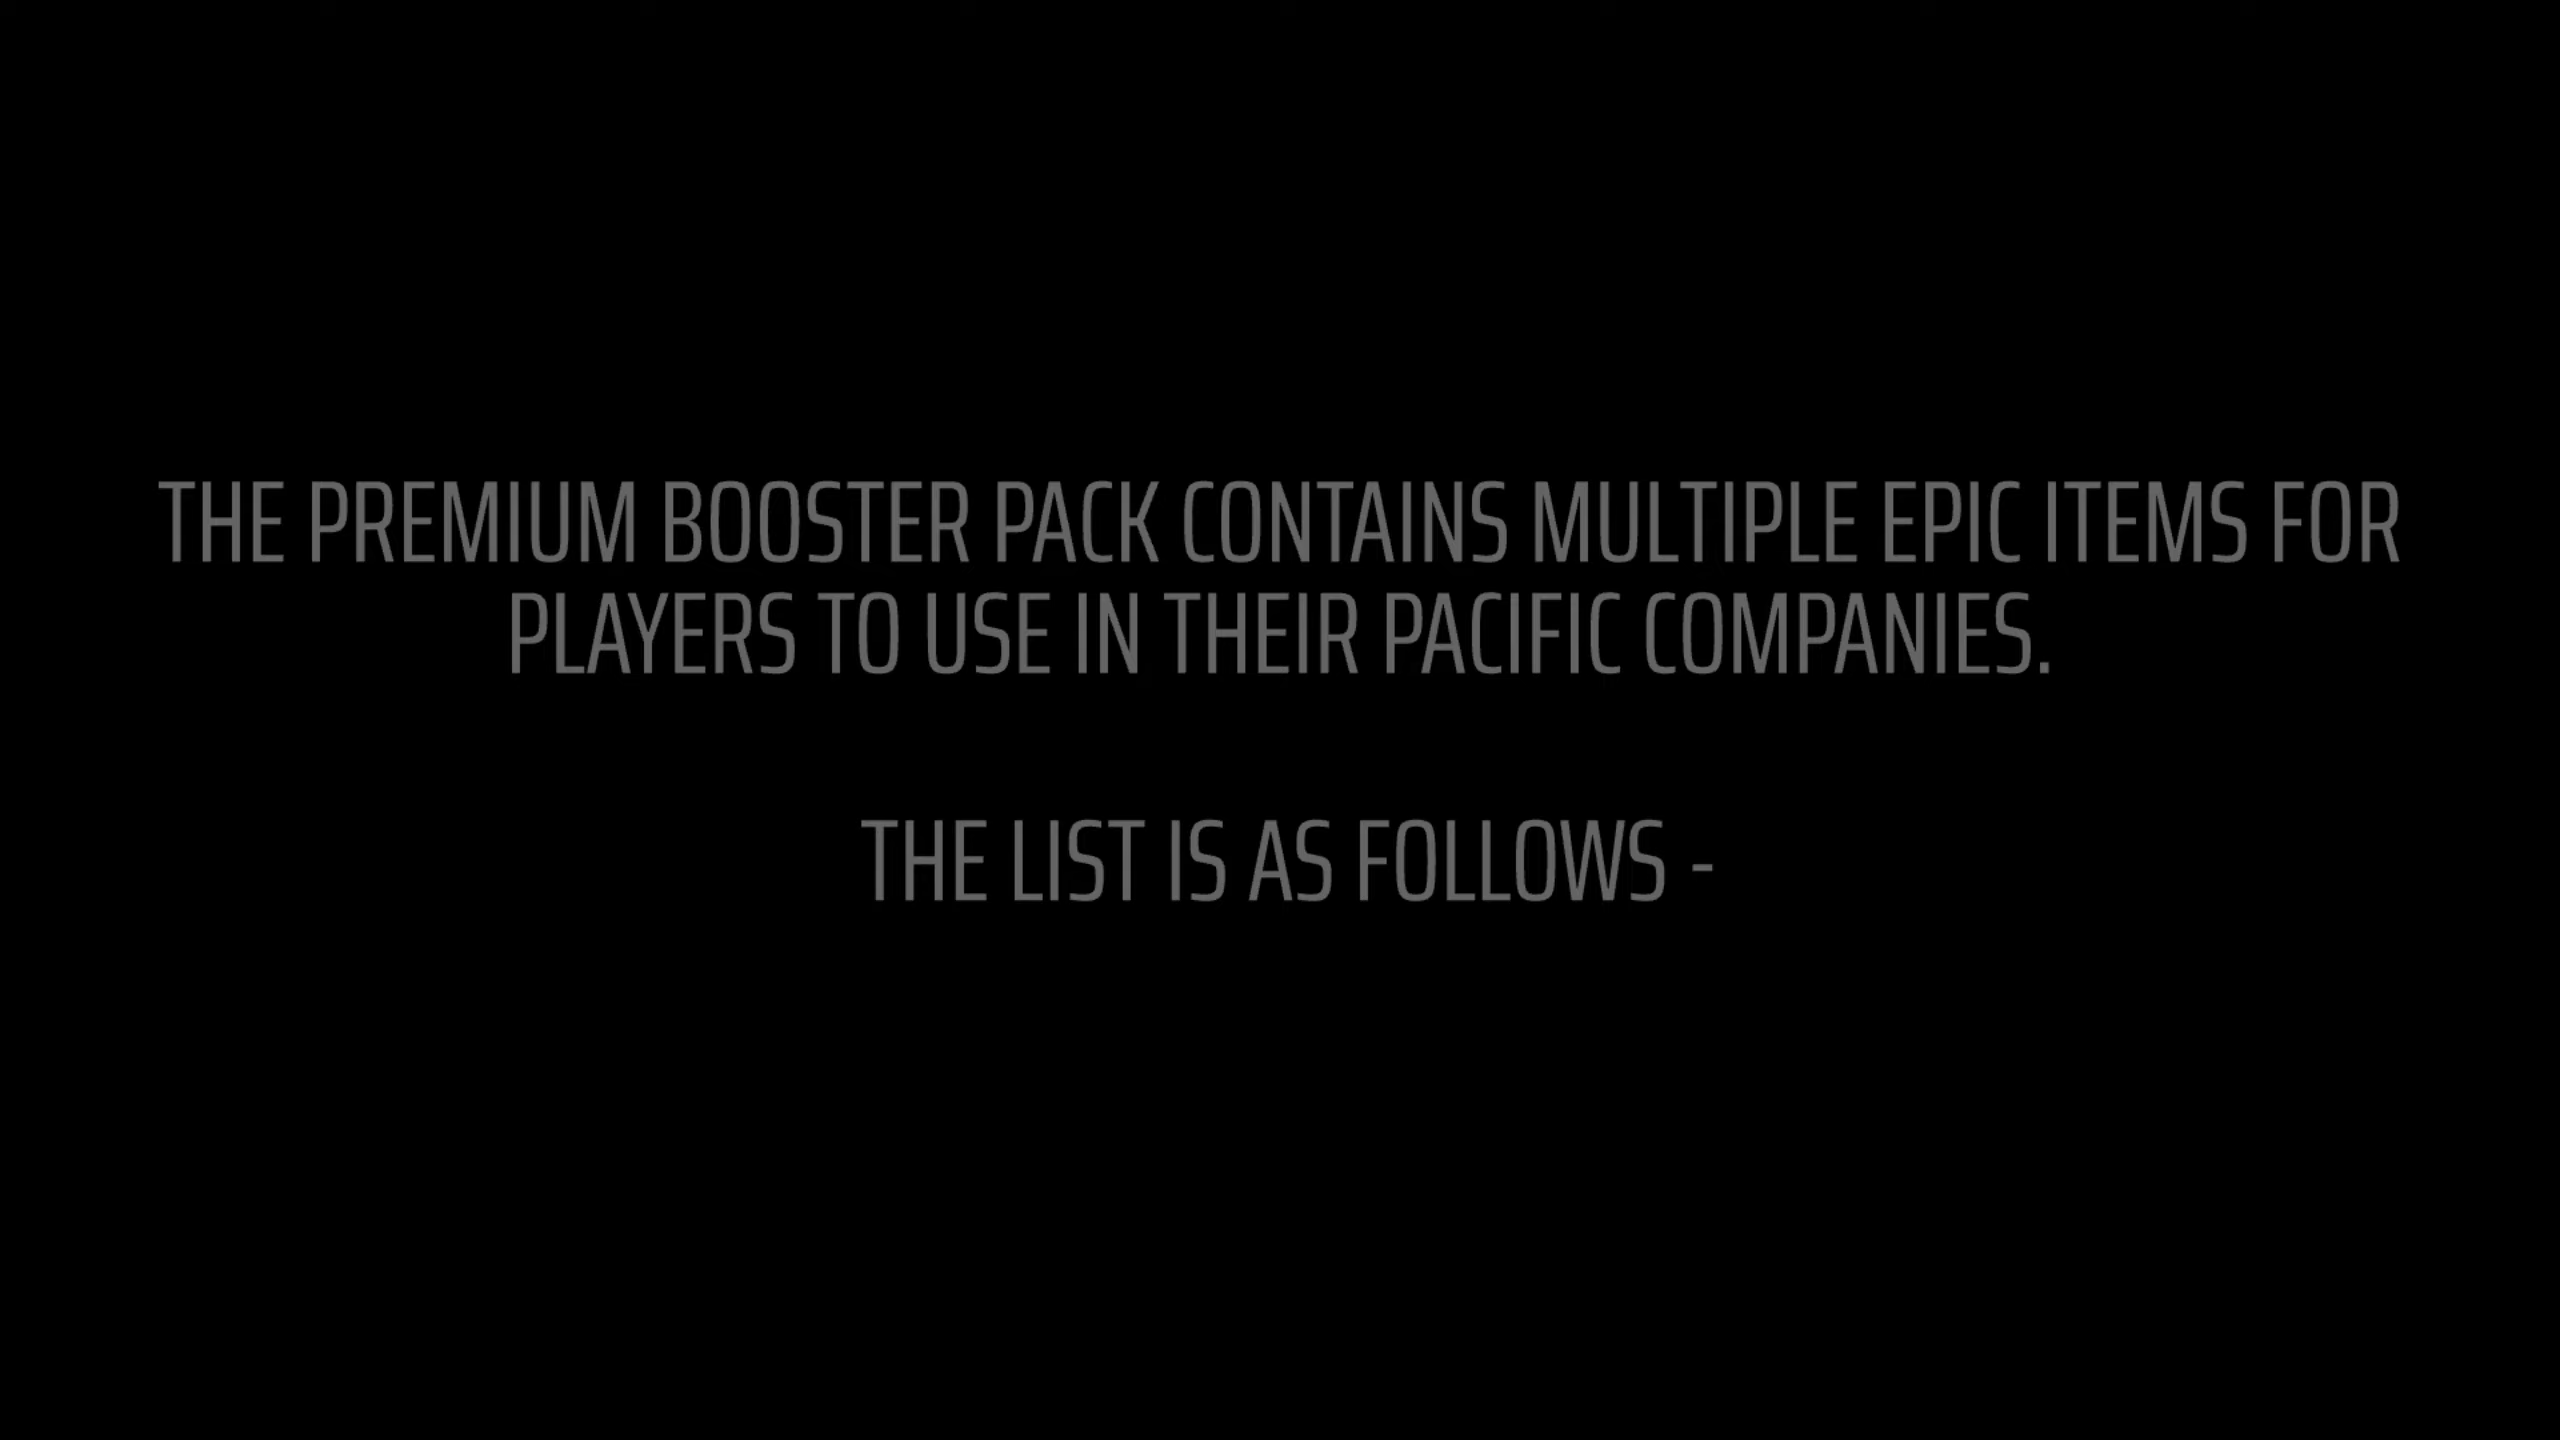 THE PREMIUM BOOSTER PACK CONTAINS MULTIPLE EPIC ITEMS FOR
PLAYERS TO USE IN THEIR PACIFIC COMPANIES.
THE LIST IS AS FOLLOWS -